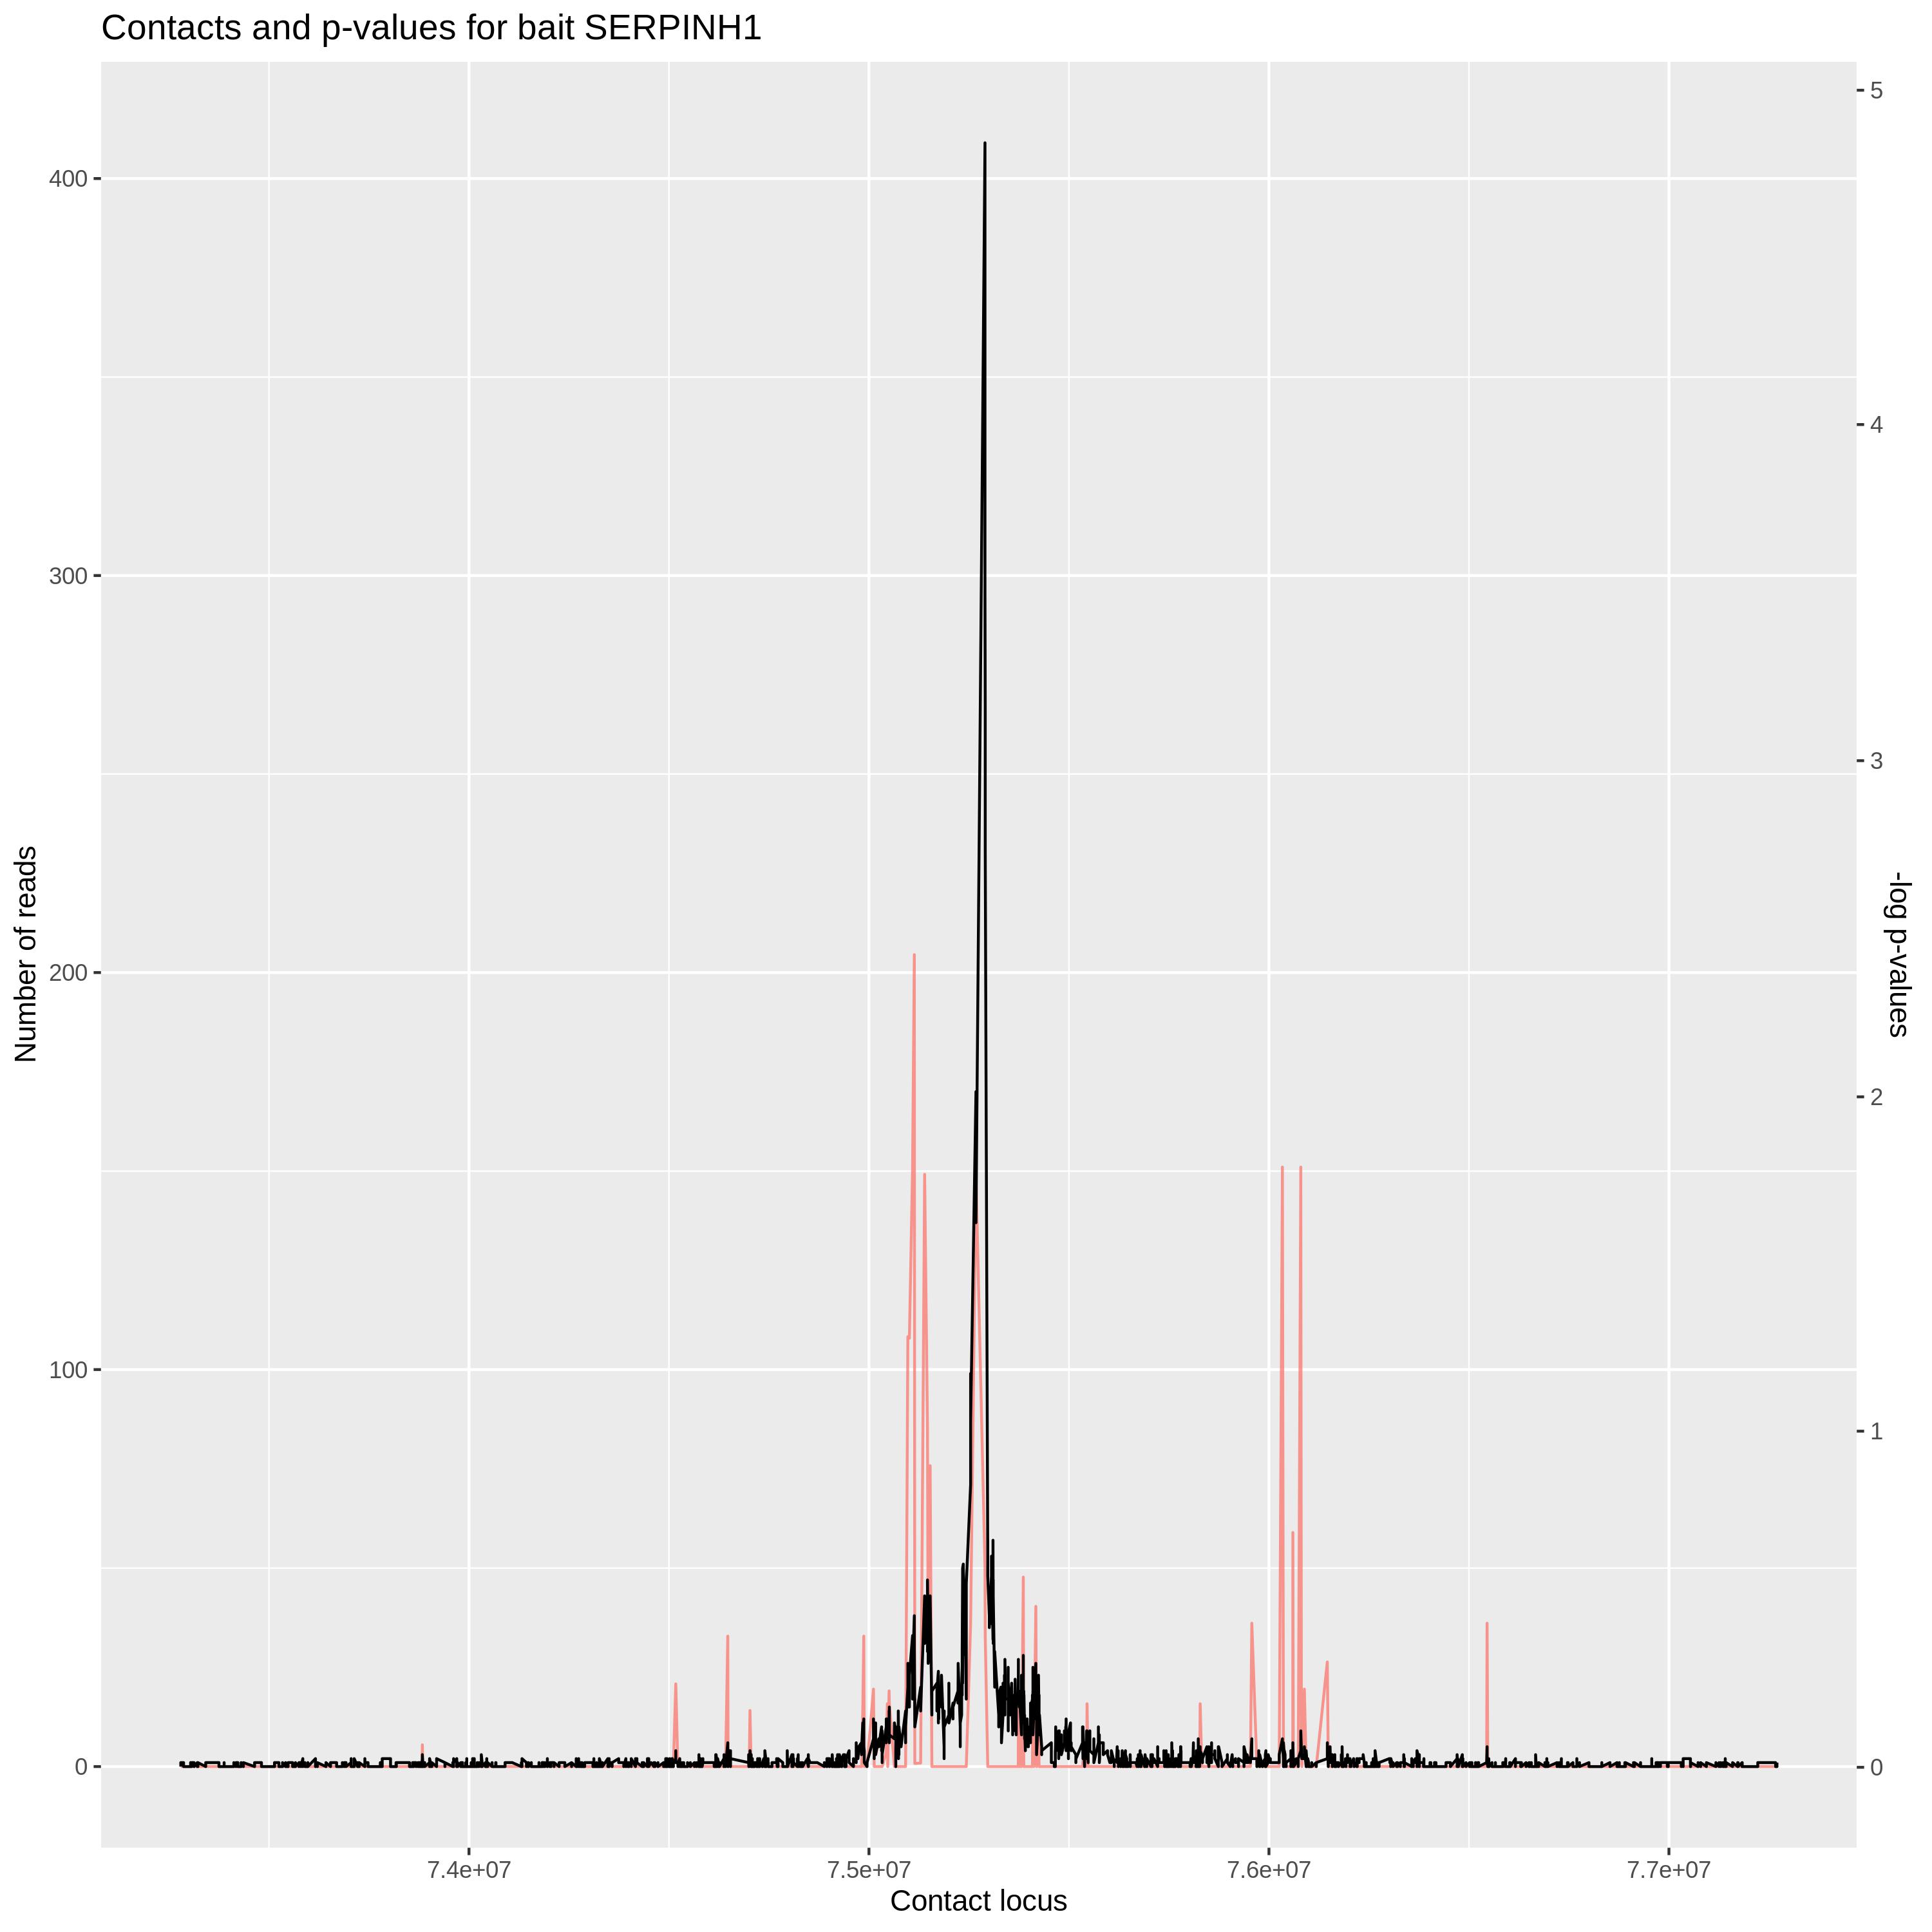 Contacts and p-values for bait SERPINH1
400
300
200
100
0
Number of reads
5
4
3
2
1
0
-log p-values
7.4e+07
7.5e+07
7.6e+07
7.7e+07
Contact locus